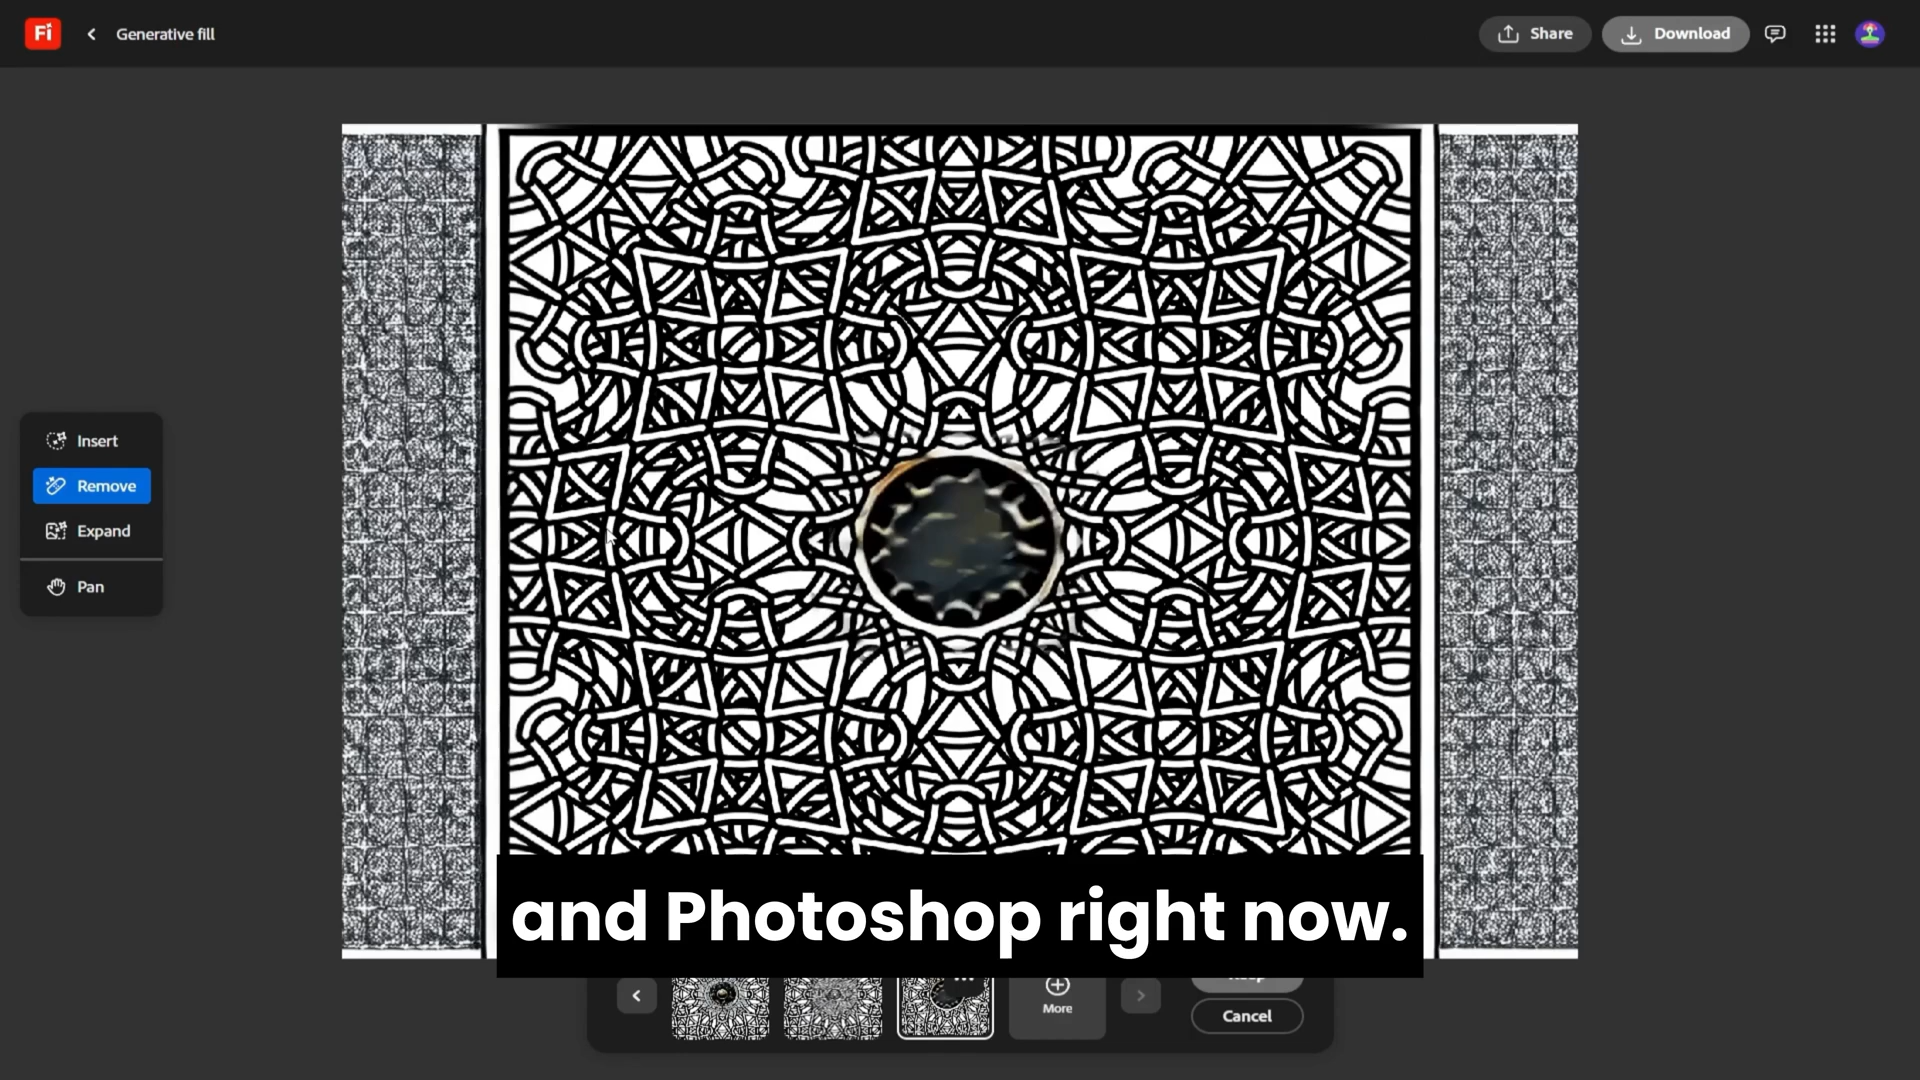 Fi
Generative fill
Share
Download
Insert
Remove
Expand
Pan
and Photoshop right now.
More
Cancel